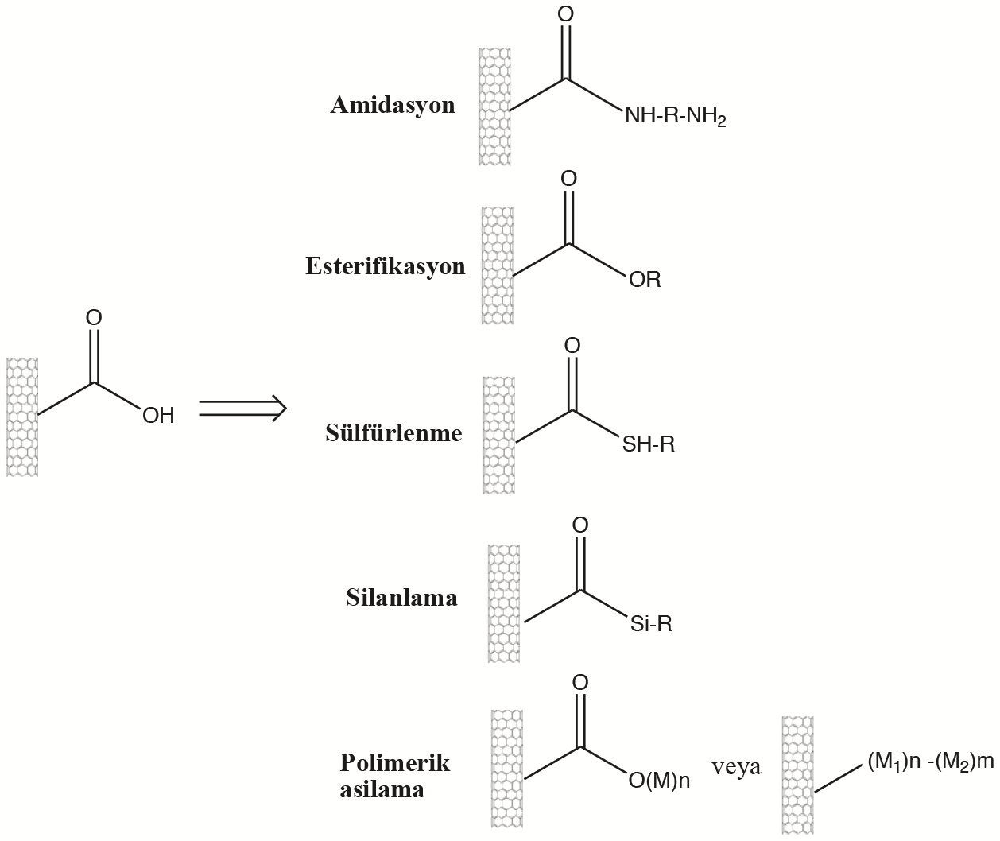 O
Amidasyon
NH-R-NH₂
O
Esterifikasyon
OR
O
OH
O
Sülfürlenme
SH-R
O
Silanlama
Si-R
O
Polimerik
asilama
O(M)n
veya
(M₁)n -(M₂)m